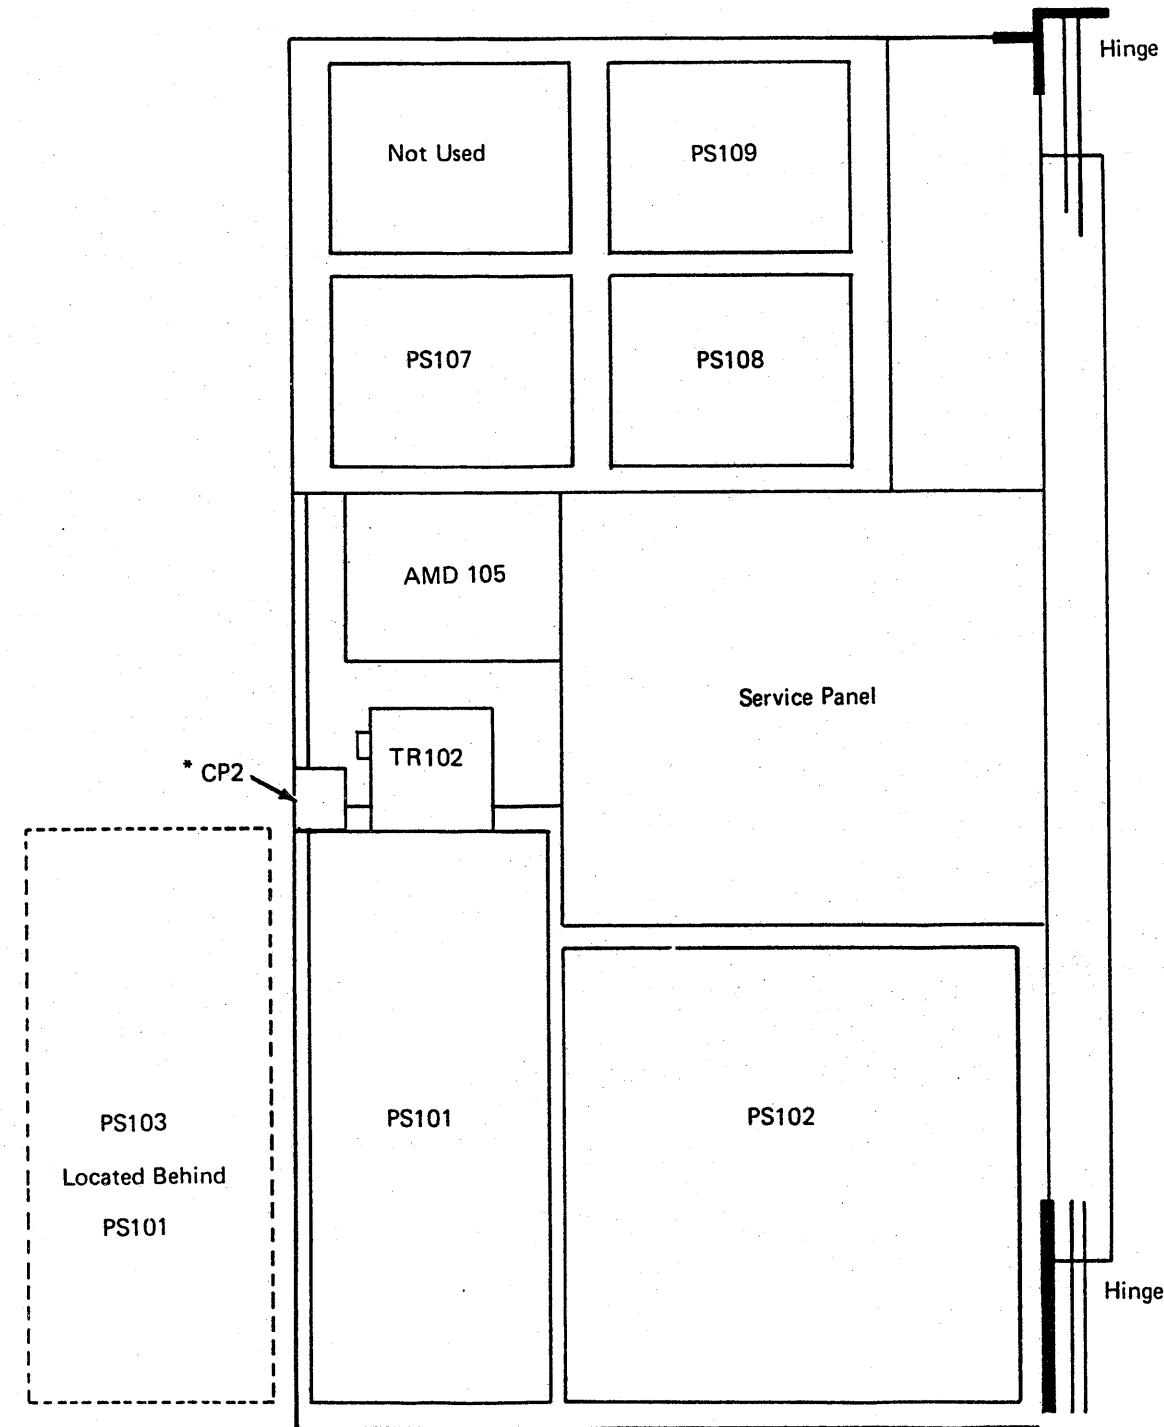 Hinge
Not Used
PS109
PS107
PS108
AMD 105
Service Panel
TR102
* CP2
PS103
Located Behind
PS101
PS101
PS102
Hinge